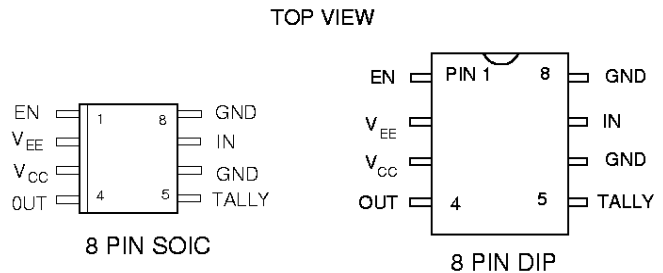 TOP VIEW
EN 1 8 GND
VEE IN
VCC GND
OUT 4 5 TALLY
8 PIN SOIC
EN PIN 1 8 GND
VEE IN
VCC GND
OUT 4 5 TALLY
8 PIN DIP